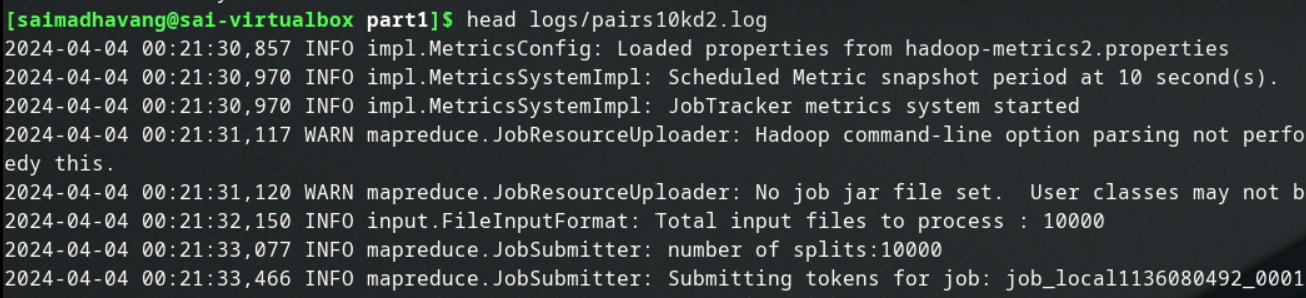 [saimadhavang@sai-virtualbox part1]$ head logs/pairs10kd2.log
2024-04-04 00:21:30,857 INFO impl.MetricsConfig: Loaded properties from hadoop-metrics2.properties
2024-04-04 00:21:30,970 INFO impl.MetricsSystemImpl: Scheduled Metric snapshot period at 10 second(s).
2024-04-04 00:21:30,970 INFO impl.MetricsSystemImpl: JobTracker metrics system started
2024-04-04 00:21:31,117 WARN mapreduce.JobResourceUploader: Hadoop command-line option parsing not perfo
edy this.
2024-04-04 00:21:31,120 WARN mapreduce.JobResourceUploader: No job jar file set.  User classes may not b
2024-04-04 00:21:32,150 INFO input.FileInputFormat: Total input files to process : 10000
2024-04-04 00:21:33,077 INFO mapreduce.JobSubmitter: number of splits:10000
2024-04-04 00:21:33,466 INFO mapreduce.JobSubmitter: Submitting tokens for job: job_local1136080492_0001